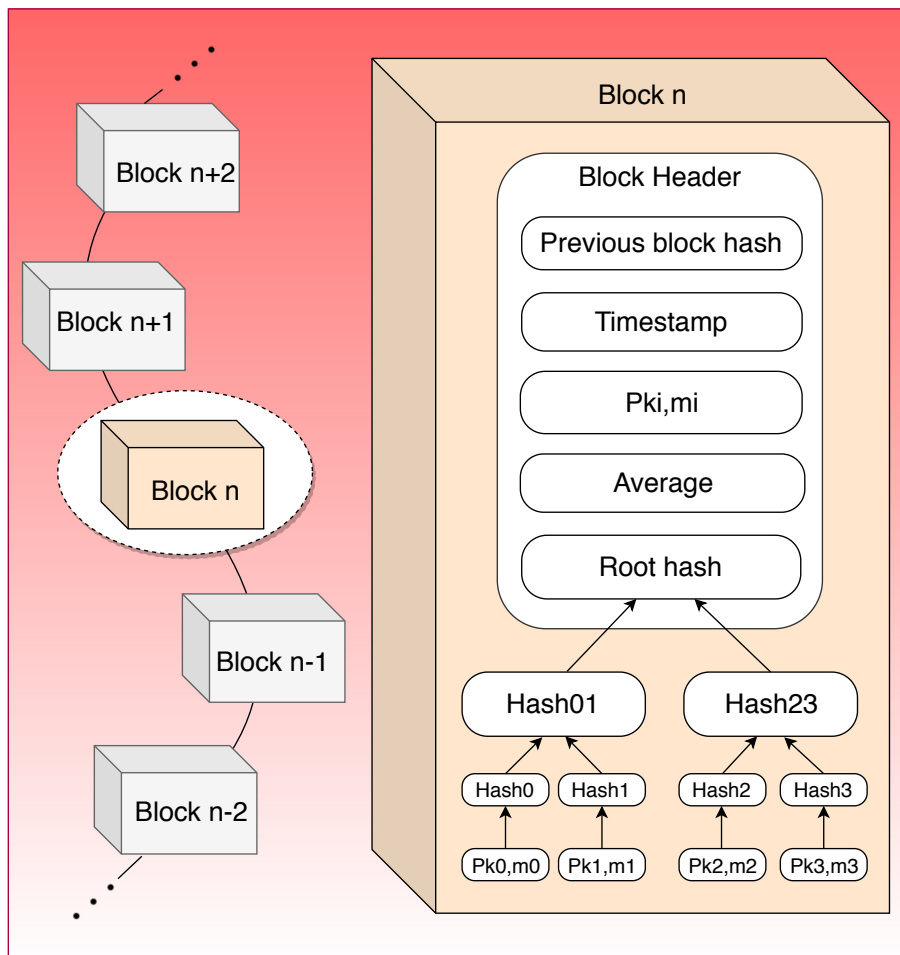 Block n+2
Block n+1
Block n
Block n-1
Block n-2
Block n
Block Header
Previous block hash
Timestamp
Pki,mi
Average
Root hash
Hash01
Hash23
Hash0
Hash1
Hash2
Hash3
Pk0,m0
Pk1,m1
Pk2,m2
Pk3,m3